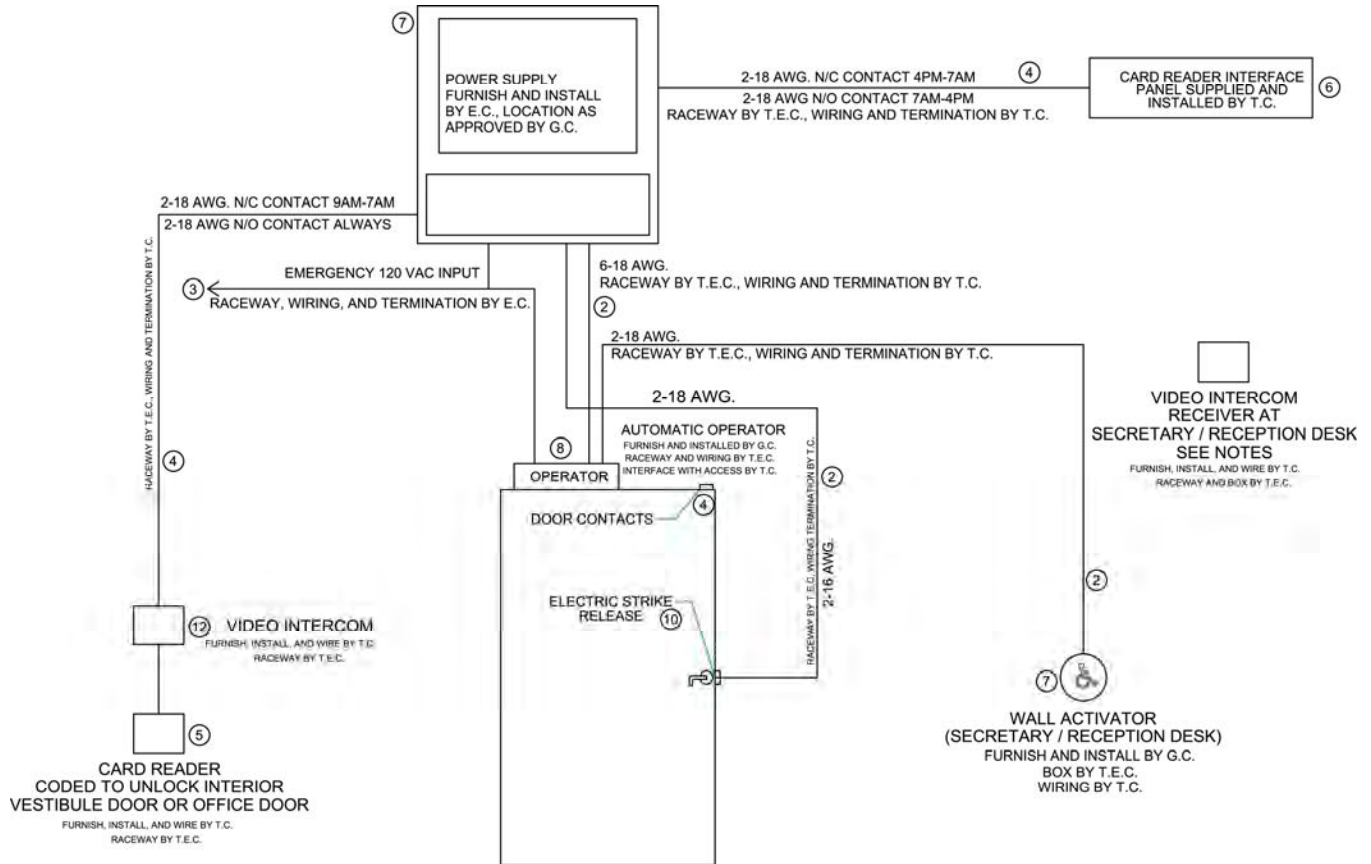 7
POWER SUPPLY
FURNISH AND INSTALL
BY E.C., LOCATION AS
APPROVED BY G.C.
2-18 AWG. N/C CONTACT 4PM-7AM
4
2-18 AWG N/O CONTACT 7AM-4PM
RACEWAY BY T.E.C., WIRING AND TERMINATION BY T.C.
CARD READER INTERFACE
PANEL SUPPLIED AND
INSTALLED BY T.C.
6
2-18 AWG. N/C CONTACT 9AM-7AM
2-18 AWG N/O CONTACT ALWAYS
RACEWAY BY T.E.C., WIRING AND TERMINATION BY T.C.
4
EMERGENCY 120 VAC INPUT
3
RACEWAY, WIRING, AND TERMINATION BY E.C.
6-18 AWG.
RACEWAY BY T.E.C., WIRING AND TERMINATION BY T.C.
2
2-18 AWG.
RACEWAY BY T.E.C., WIRING AND TERMINATION BY T.C.
2-18 AWG.
AUTOMATIC OPERATOR
FURNISH AND INSTALLED BY G.C.
RACEWAY AND WIRING BY T.E.C.
INTERFACE WITH ACCESS BY T.C.
8
OPERATOR
DOOR CONTACTS
4
ELECTRIC STRIKE
RELEASE
10
RACEWAY BY T.E.C, WIRING TERMINATION BY T.C.
2
2-16 AWG.
VIDEO INTERCOM
RECEIVER AT
SECRETARY / RECEPTION DESK
SEE NOTES
FURNISH, INSTALL, AND WIRE BY T.C.
RACEWAY AND BOX BY T.E.C.
2
7
WALL ACTIVATOR
(SECRETARY / RECEPTION DESK)
FURNISH AND INSTALL BY G.C.
BOX BY T.E.C.
WIRING BY T.C.
12
VIDEO INTERCOM
FURNISH, INSTALL, AND WIRE BY T.C.
RACEWAY BY T.E.C.
5
CARD READER
CODED TO UNLOCK INTERIOR
VESTIBULE DOOR OR OFFICE DOOR
FURNISH, INSTALL, AND WIRE BY T.C.
RACEWAY BY T.E.C.